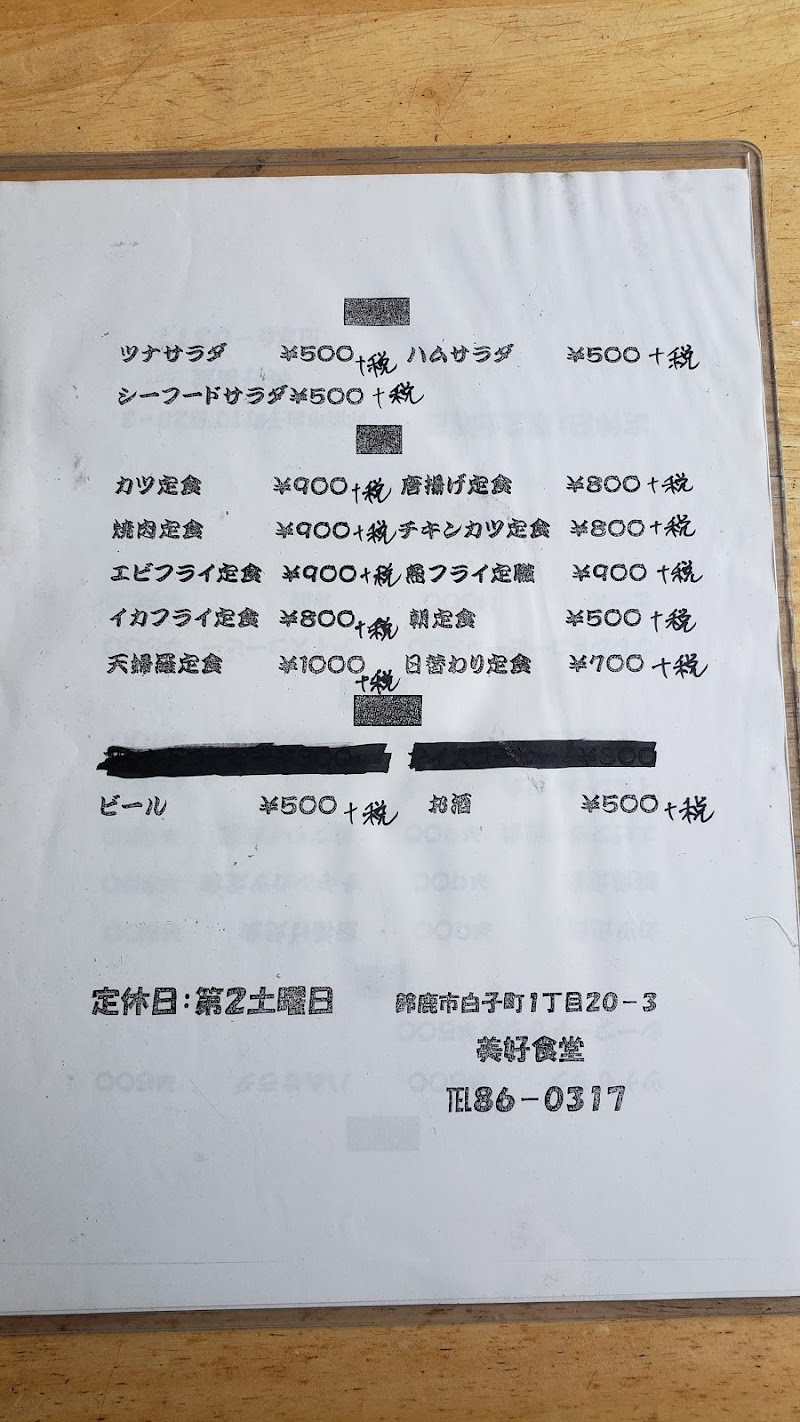 ツナサラダ ¥500+税 ハムサラダ ¥500+税
シーフードサラダ¥500+税
カツ定食 ¥900+税 唐揚げ定食 ¥800+税
焼肉定食 ¥900+税 チキンカツ定食 ¥800+税
エビフライ定食 ¥900+税 フライ定職 ¥900+税
イカフライ定食 ¥800+税 朝定食 ¥500+税
天婦羅定食 ¥1000+税 日替わり定食 ¥700+税
ビール ¥500+税 お酒 ¥500+税
定休日:第2土曜日
鈴鹿市白子町1丁目20-3
美好食堂
TEL86-0317